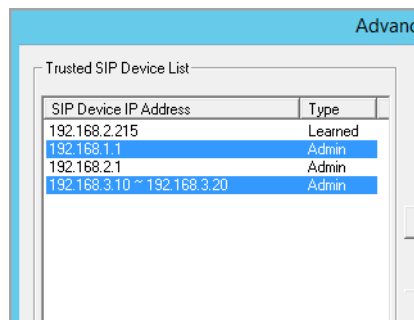 Advanc
Trusted SIP Device List
SIP Device IP Address Type
192.168.2.215 Learned
192.168.1.1 Admin
192.168.2.1 Admin
192.168.3.10 ~ 192.168.3.20 Admin